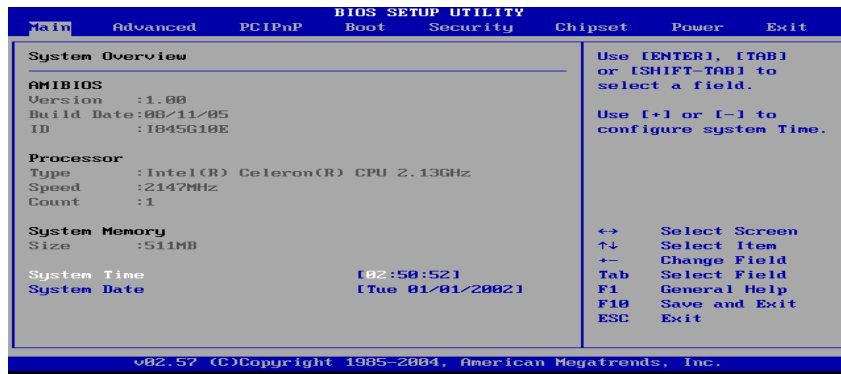 BIOS SETUP UTILITY
Main Advanced PCIPnP Boot Security Chipset Power Exit
System Overview
AMIBIOS
Version :1.00
Build Date:08/11/05
ID :I845G10E
Processor
Type :Intel(R) Celeron(R) CPU 2.13GHz
Speed :2147MHz
Count :1
System Memory
Size :511MB
System Time [02:50:52]
System Date [Tue 01/01/2002]
Use [ENTER], [TAB]
or [SHIFT-TAB] to
select a field.
Use [+] or [-] to
configure system Time.
←→ Select Screen
↑↓ Select Item
+- Change Field
Tab Select Field
F1 General Help
F10 Save and Exit
ESC Exit
v02.57 (C)Copyright 1985-2004, American Megatrends, Inc.